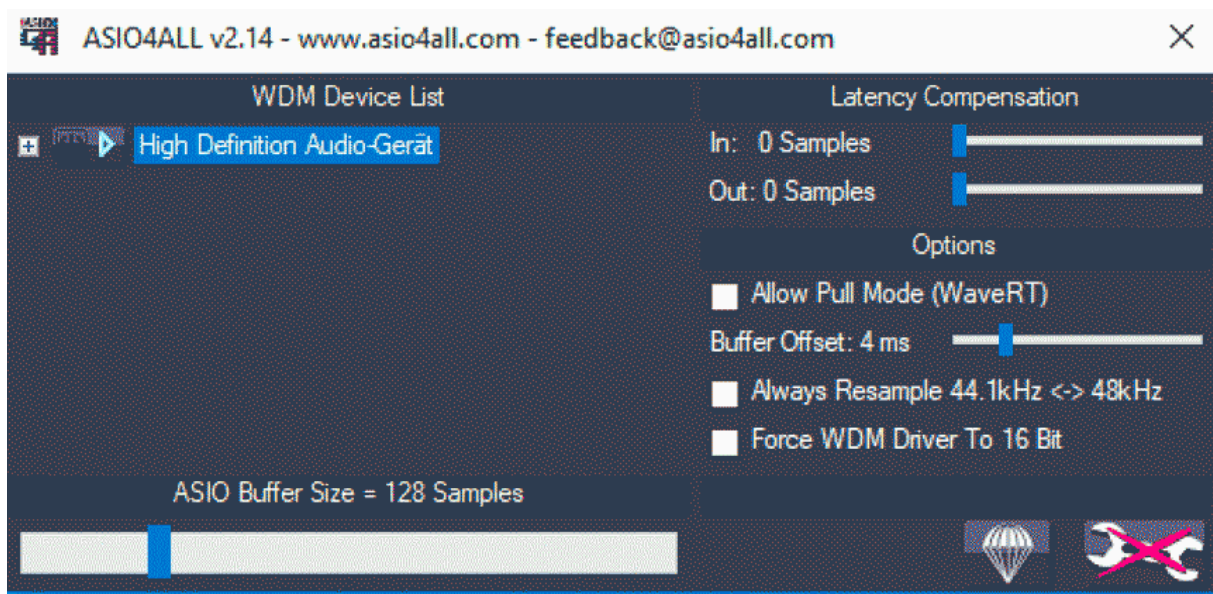 ASIO4ALL v2.14 - www.asio4all.com - feedback@asio4all.com
WDM Device List
High Definition Audio-Gerät
Latency Compensation
In: 0 Samples
Out: 0 Samples
Options
Allow Pull Mode (WaveRT)
Buffer Offset: 4 ms
Always Resample 44.1kHz <-> 48kHz
Force WDM Driver To 16 Bit
ASIO Buffer Size = 128 Samples